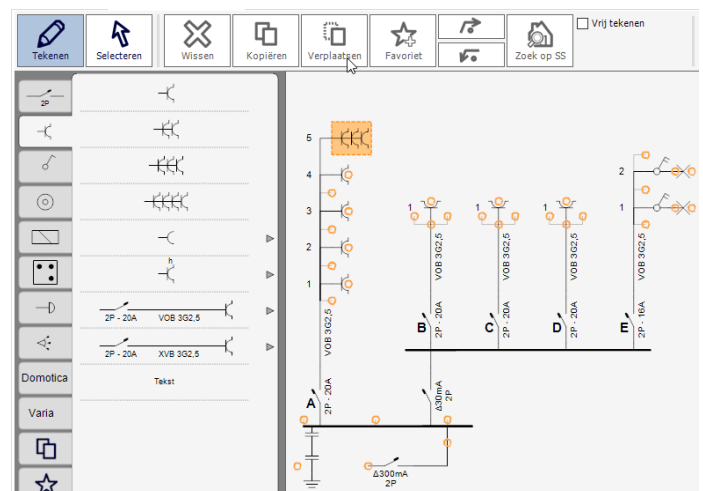 Tekenen
Selecteren
Wissen
Kopiëren
Verplaatsen
Favoriet
Zoek op SS
Vrij tekenen
2P
h
2P - 20A VOB 3G2,5
2P - 20A XVB 3G2,5
Tekst
Domotica
Varia
5
4
3
2
1
VOB 3G2,5
A
2P - 20A
1
VOB 3G2,5
B
2P - 20A
1
VOB 3G2,5
C
2P - 20A
1
VOB 3G2,5
D
2P - 20A
2
1
VOB 3G2,5
E
2P - 16A
Δ30mA
2P
Δ300mA
2P